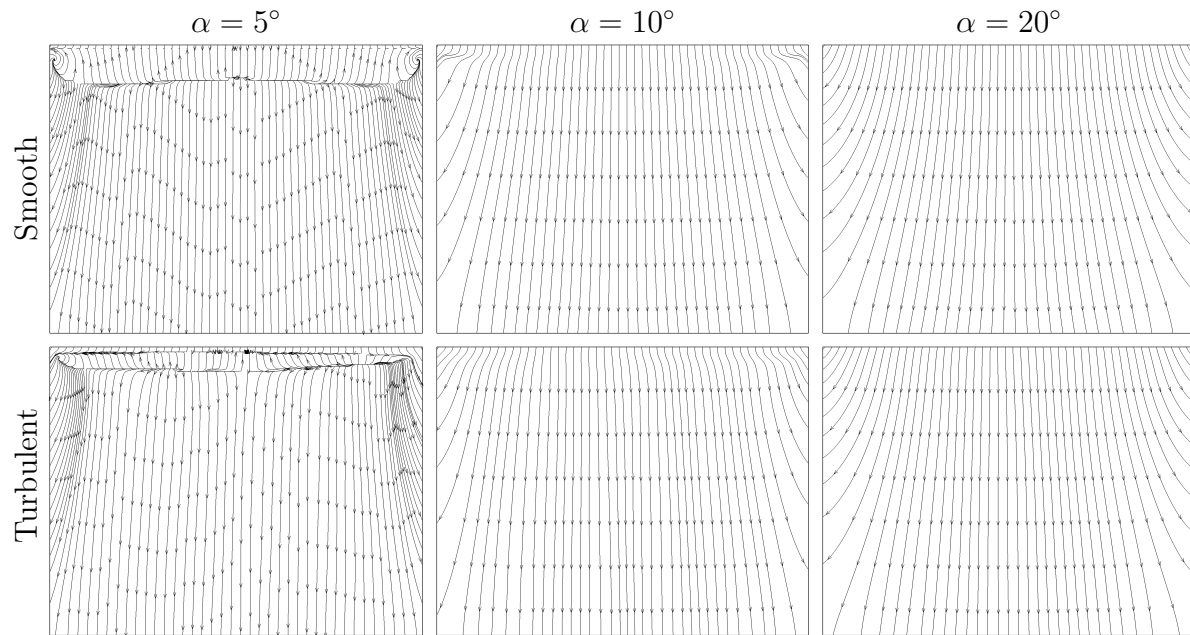 α = 5°
α = 10°
α = 20°
Smooth
Turbulent